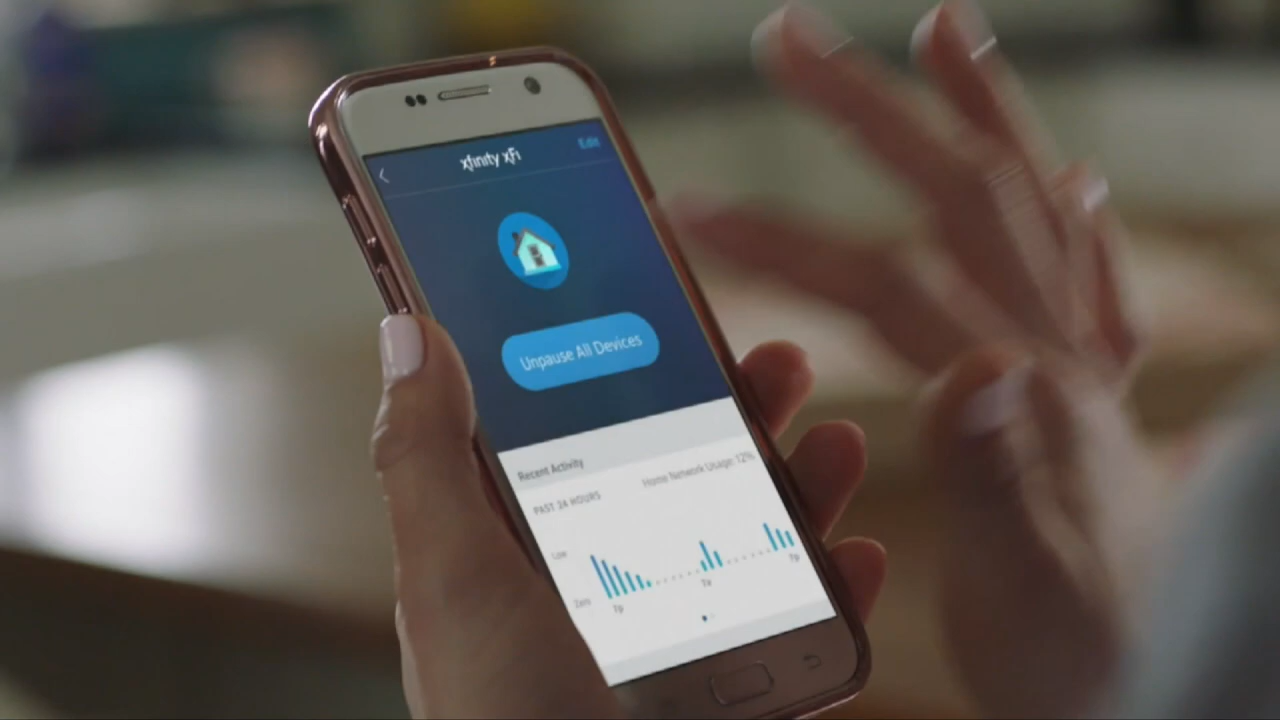 xfinity xFi
Edit
Unpause All Devices
Recent Activity
PAST 24 HOURS
Home Network Usage: 12%
Low
Zero
7p
7a
7p